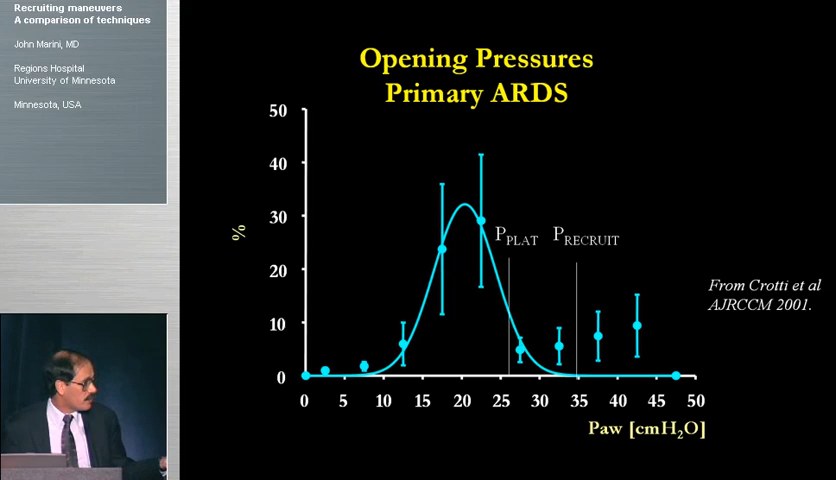 Recruiting maneuvers
A comparison of techniques
John Marini, MD
Regions Hospital
University of Minnesota
Minnesota, USA
Opening Pressures
Primary ARDS
50
40
30
20
10
0
%
PPLAT PRECRUIT
From Crotti et al
AJRCCM 2001.
0 5 10 15 20 25 30 35 40 45 50
Paw [cmH2O]